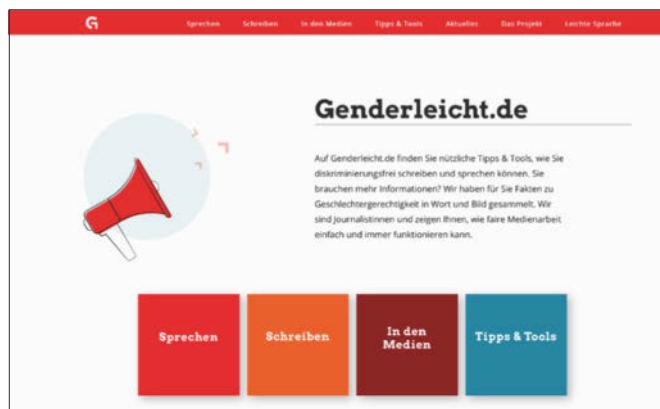 G
Sprechen Schreiben In den Medien Tipps & Tools Aktuelles Das Projekt Leichte Sprache
Genderleicht.de
Auf Genderleicht.de finden Sie nützliche Tipps & Tools, wie Sie
diskriminierungsfrei schreiben und sprechen können. Sie
brauchen mehr Informationen? Wir haben für Sie Fakten zu
Geschlechtergerechtigkeit in Wort und Bild gesammelt. Wir
sind Journalistinnen und zeigen Ihnen, wie faire Medienarbeit
einfach und immer funktionieren kann.
Sprechen
Schreiben
In den
Medien
Tipps & Tools